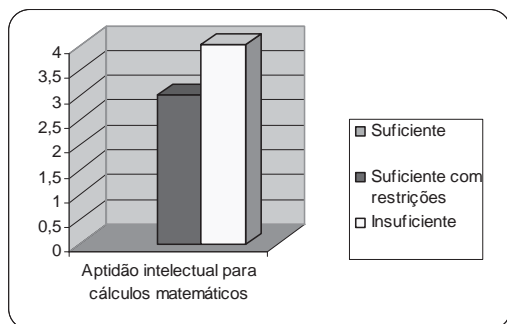 4
3,5
3
2,5
2
1,5
1
0,5
0
Aptidão intelectual para
cálculos matemáticos
Suficiente
Suficiente com
restrições
Insuficiente